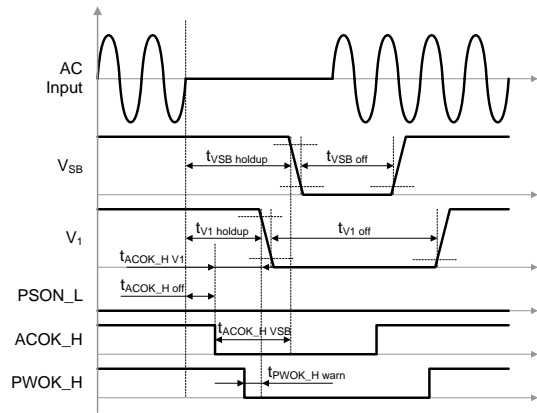 AC
Input
VSB
tVSB holdup
tVSB off
V1
tV1 holdup
tV1 off
tACOK_H V1
tACOK_H off
PSON_L
ACOK_H
tACOK_H VSB
PWOK_H
tPWOK_H warn